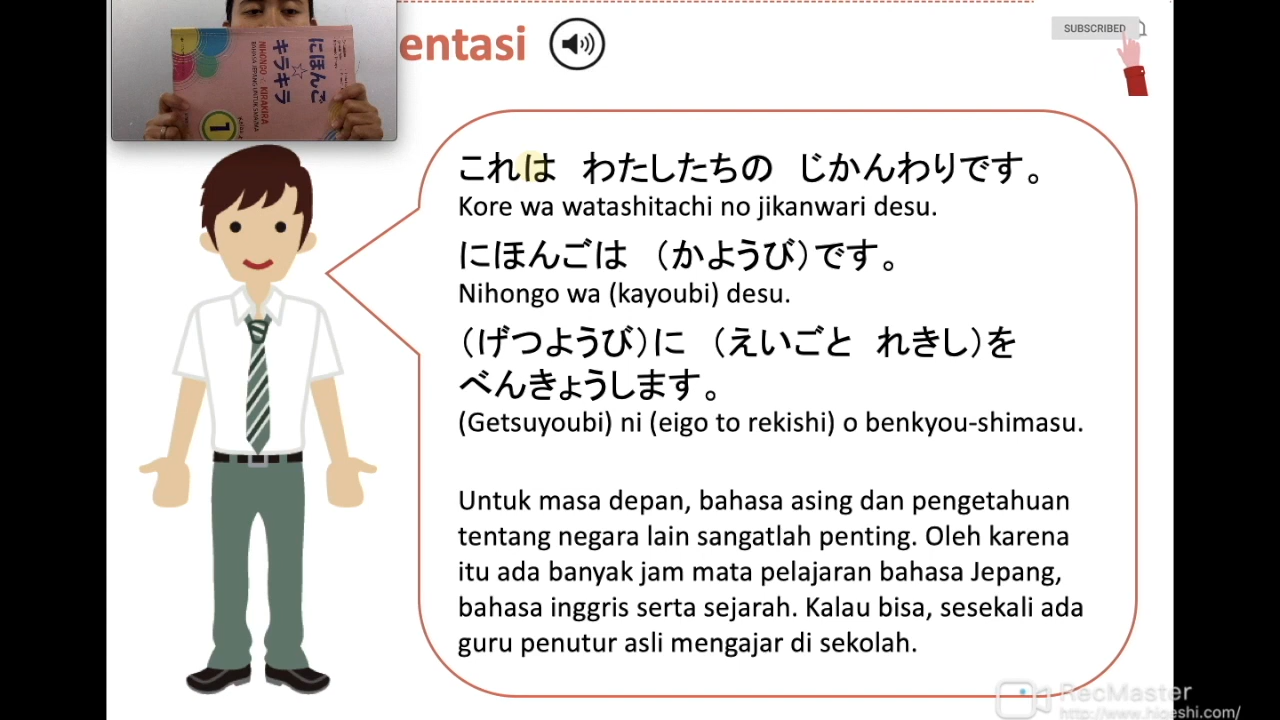 entasi
SUBSCRIBED
にほんご
キラキラ
NIHONGO KIRAKIRA
1
これは わたしたちの じかんわりです。
Kore wa watashitachi no jikanwari desu.
にほんごは （かようび）です。
Nihongo wa (kayoubi) desu.
（げつようび）に （えいごと れきし）を
べんきょうします。
(Getsuyoubi) ni (eigo to rekishi) o benkyou-shimasu.
Untuk masa depan, bahasa asing dan pengetahuan
tentang negara lain sangatlah penting. Oleh karena
itu ada banyak jam mata pelajaran bahasa Jepang,
bahasa inggris serta sejarah. Kalau bisa, sesekali ada
guru penutur asli mengajar di sekolah.
RecMaster